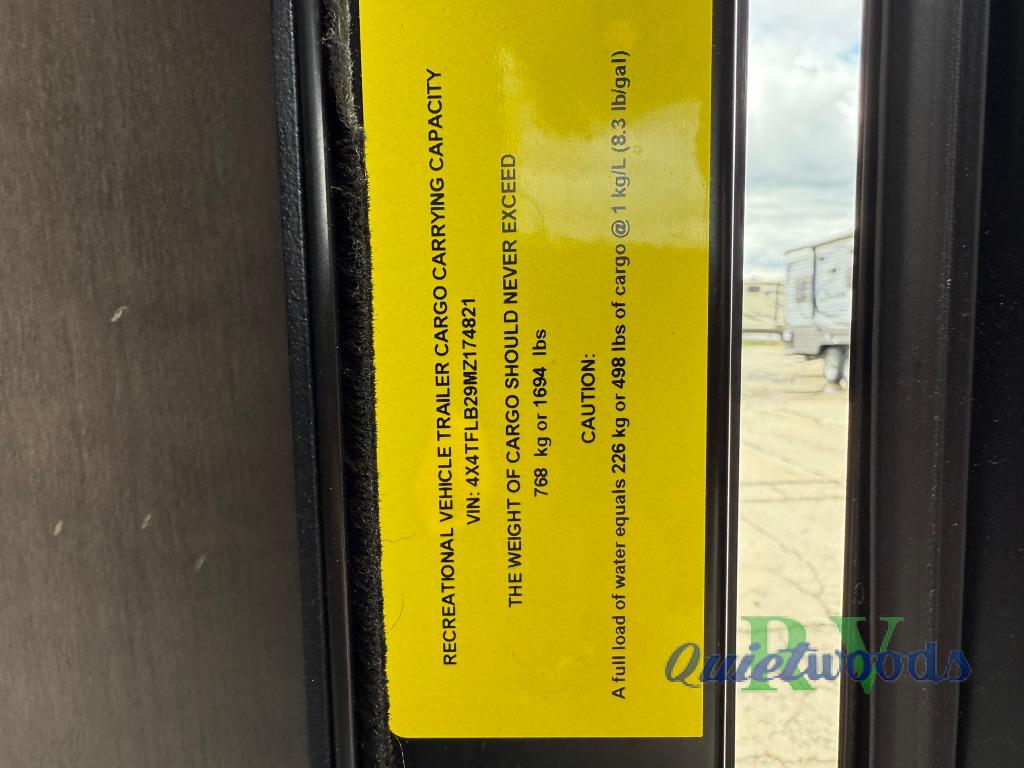 RECREATIONAL VEHICLE TRAILER CARGO CARRYING CAPACITY
VIN: 4X4TFLB29MZ174821
THE WEIGHT OF CARGO SHOULD NEVER EXCEED
768 kg or 1694 lbs
CAUTION:
A full load of water equals 226 kg or 498 lbs of cargo @ 1 kg/L (8.3 lb/gal)
Quietwoods RV